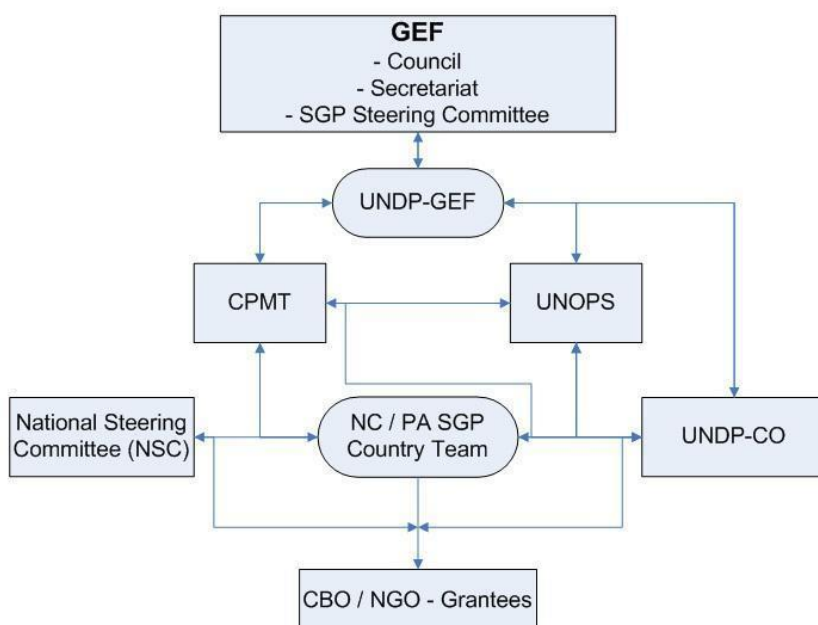 GEF
- Council
- Secretariat
- SGP Steering Committee
UNDP-GEF
CPMT
UNOPS
National Steering
Committee (NSC)
NC / PA SGP
Country Team
UNDP-CO
CBO / NGO - Grantees